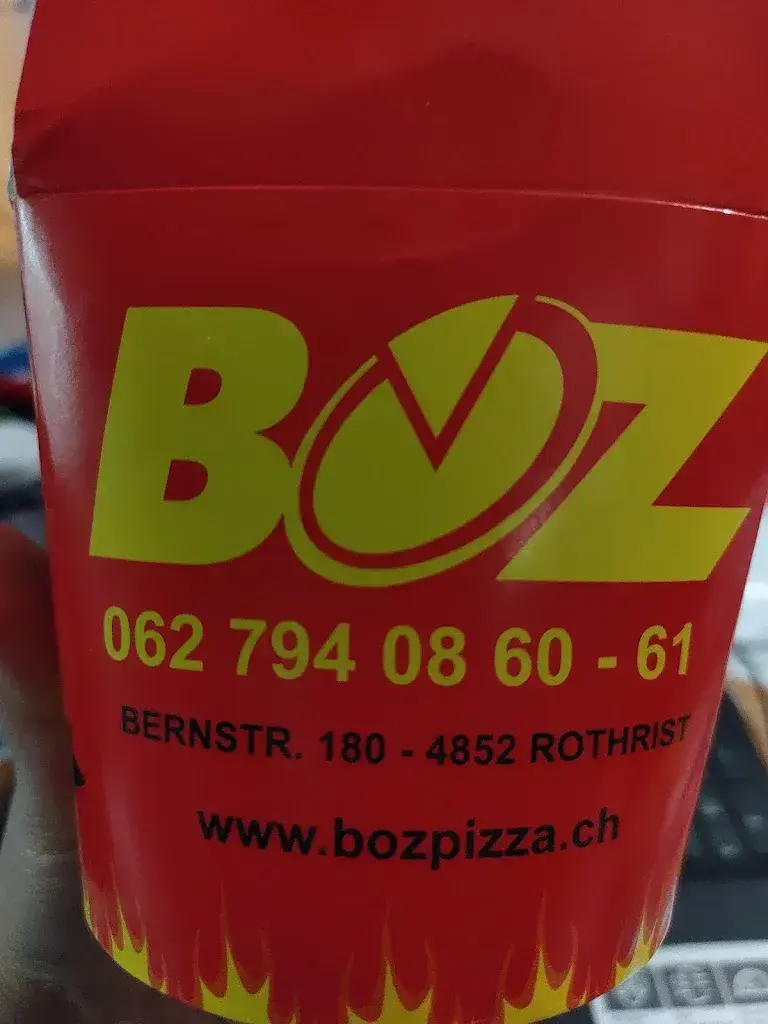 BOZ
062 794 08 60 - 61
BERNSTR. 180 - 4852 ROTHRIST
www.bozpizza.ch